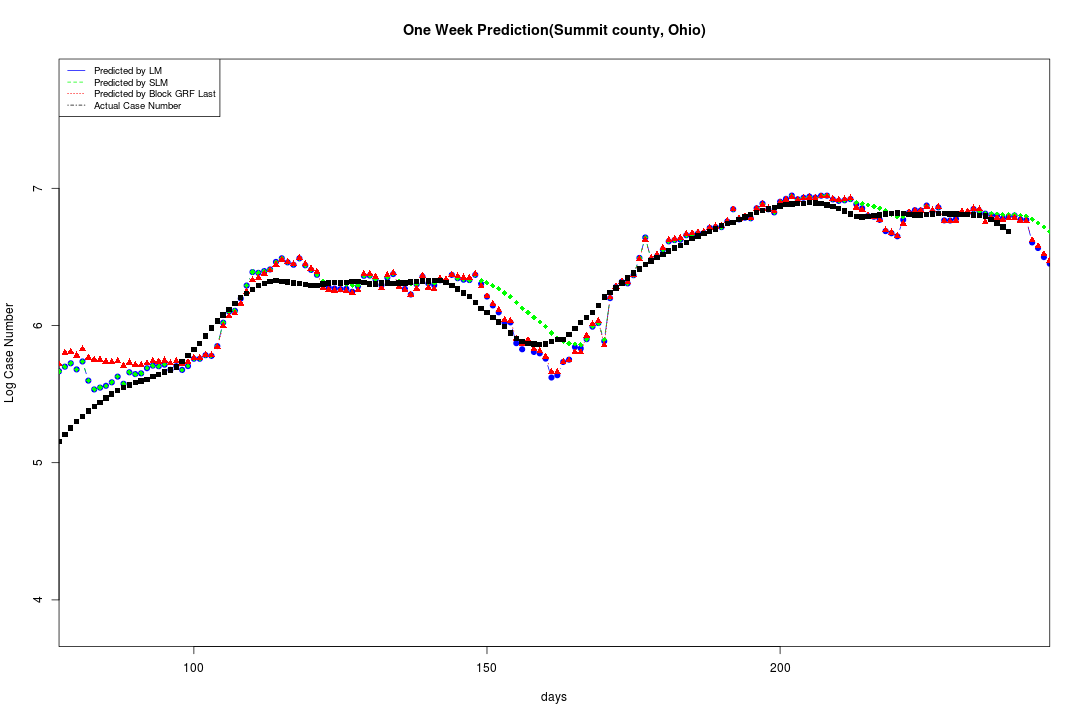 One Week Prediction(Summit county, Ohio)
Predicted by LM
Predicted by SLM
Predicted by Block GRF Last
Actual Case Number
Log Case Number
7
6
5
4
100 150 200
days